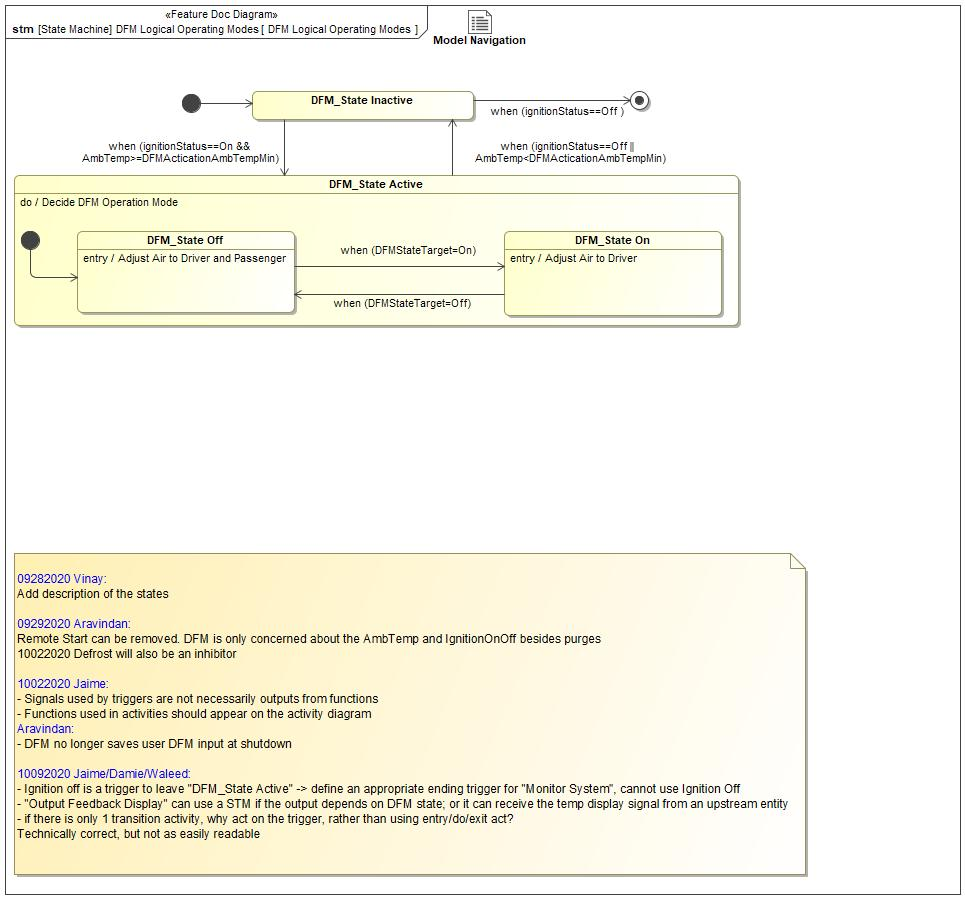 «Feature Doc Diagram»
stm [State Machine] DFM Logical Operating Modes [ DFM Logical Operating Modes ]
Model Navigation
DFM_State Inactive
when (ignitionStatus==Off )
when (ignitionStatus==On &&
AmbTemp>=DFMActicationAmbTempMin)
when (ignitionStatus==Off ||
AmbTemp<DFMActicationAmbTempMin)
DFM_State Active
do / Decide DFM Operation Mode
DFM_State Off
entry / Adjust Air to Driver and Passenger
when (DFMStateTarget=On)
DFM_State On
entry / Adjust Air to Driver
when (DFMStateTarget=Off)
09282020 Vinay:
Add description of the states
09292020 Aravindan:
Remote Start can be removed. DFM is only concerned about the AmbTemp and IgnitionOnOff besides purges
10022020 Defrost will also be an inhibitor
10022020 Jaime:
- Signals used by triggers are not necessarily outputs from functions
- Functions used in activities should appear on the activity diagram
Aravindan:
- DFM no longer saves user DFM input at shutdown
10092020 Jaime/Damie/Waleed:
- Ignition off is a trigger to leave "DFM_State Active" -> define an appropriate ending trigger for "Monitor System", cannot use Ignition Off
- "Output Feedback Display" can use a STM if the output depends on DFM state; or it can receive the temp display signal from an upstream entity
- if there is only 1 transition activity, why act on the trigger, rather than using entry/do/exit act?
Technically correct, but not as easily readable